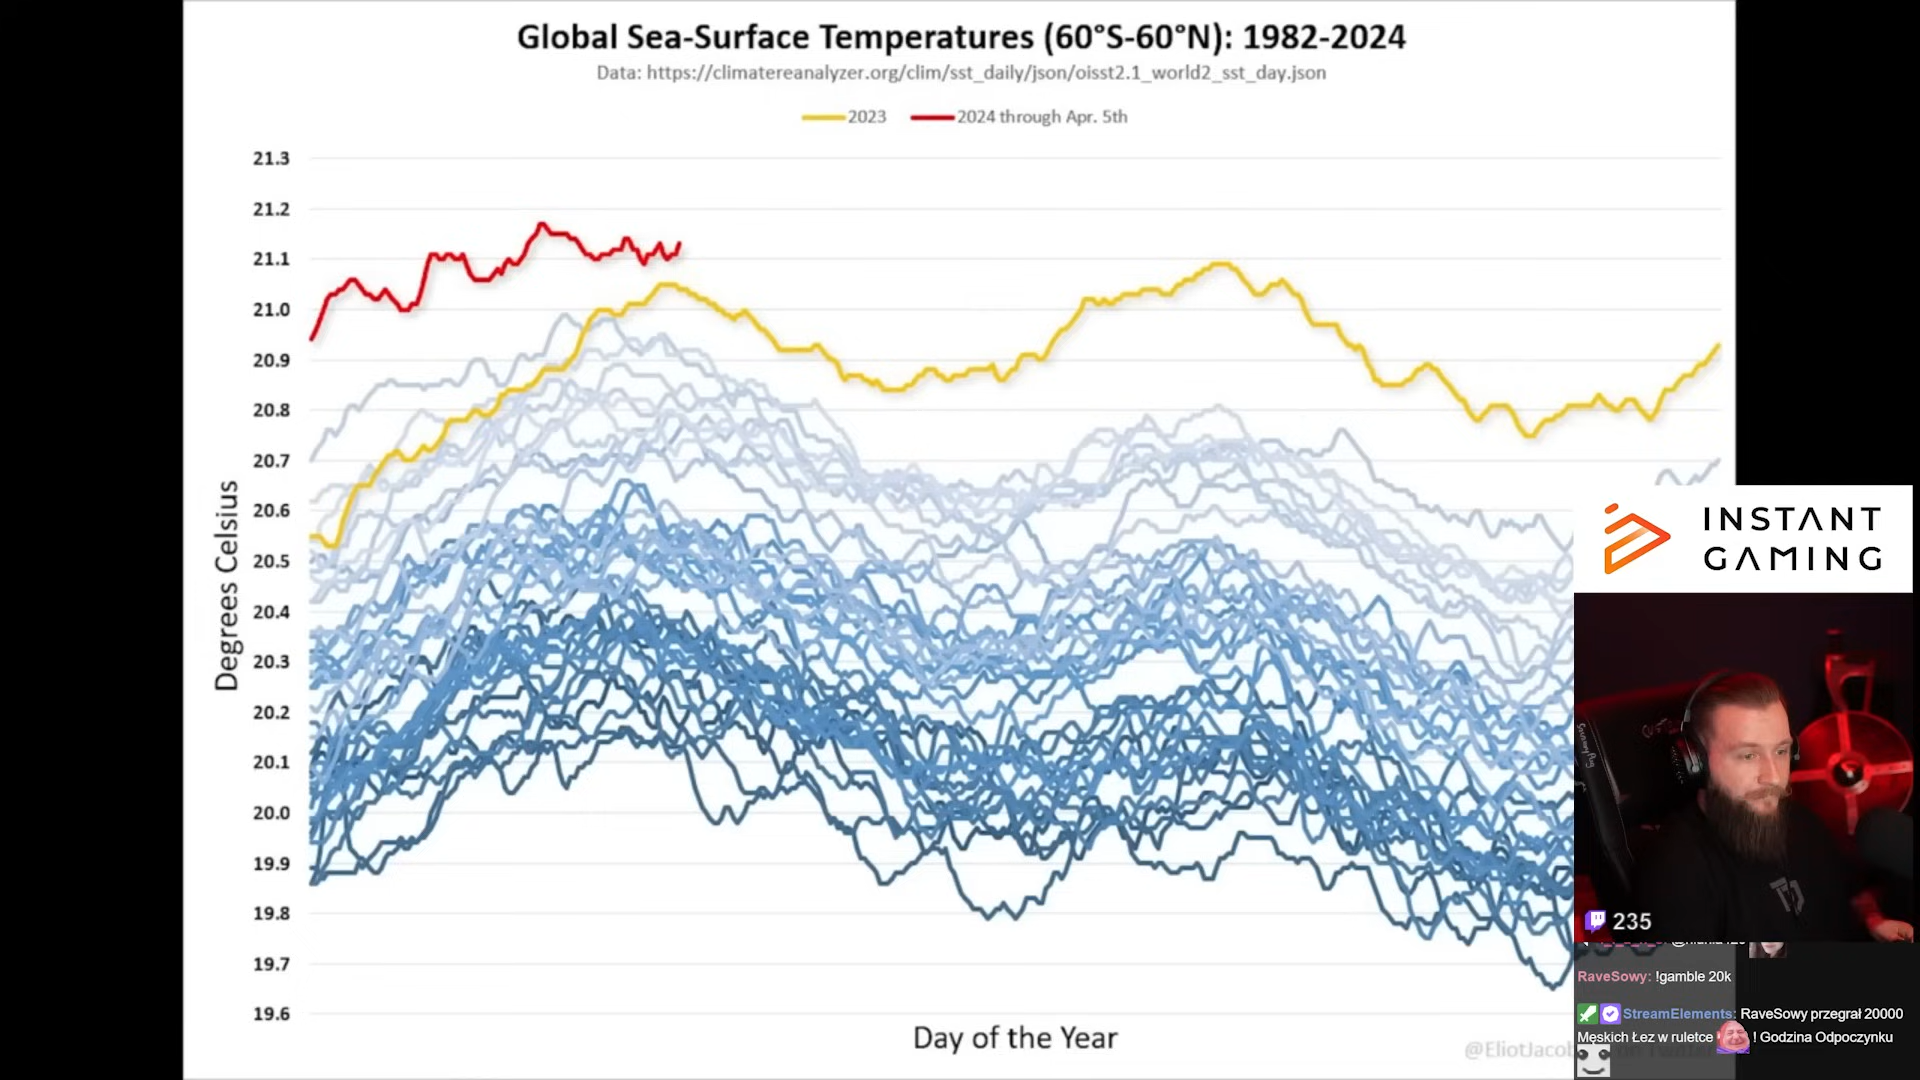 Global Sea-Surface Temperatures (60°S-60°N): 1982-2024
Data: https://climatereanalyzer.org/clim/sst_daily/json/oisst2.1_world2_sst_day.json
2023
2024 through Apr. 5th
21.3
21.2
21.1
21.0
20.9
20.8
20.7
20.6
20.5
20.4
20.3
20.2
20.1
20.0
19.9
19.8
19.7
19.6
Degrees Celsius
Day of the Year
INSTANT
GAMING
235
RaveSowy: !gamble 20k
StreamElements: RaveSowy przegrał 20000
Męskich Łez w ruletce ! Godzina Odpoczynku